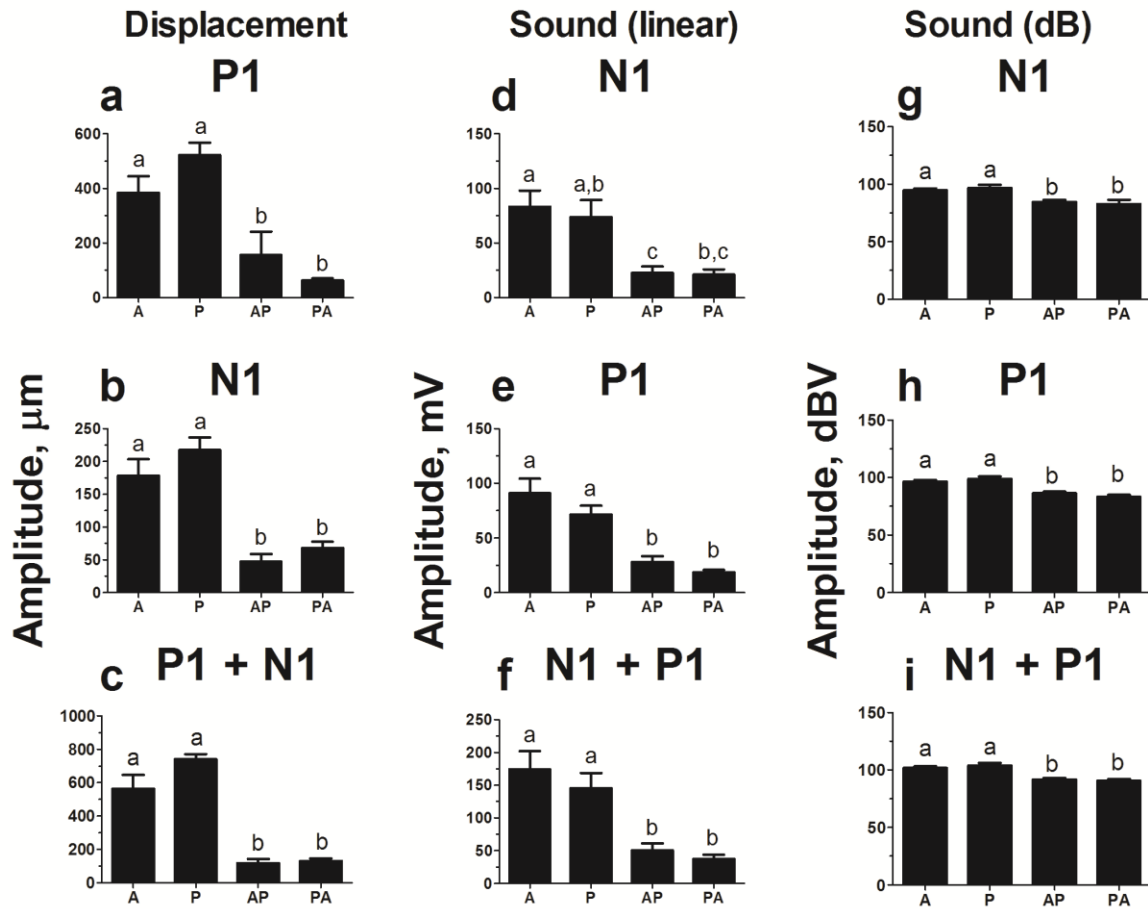 Displacement
Sound (linear)
Sound (dB)
a
P1
600
400
200
0
a
a
b
b
A
P
AP
PA
d
N1
150
100
50
0
a
a,b
c
b,c
A
P
AP
PA
g
N1
150
100
50
0
a
a
b
b
A
P
AP
PA
Amplitude, μm
b
N1
250
200
150
100
50
0
a
a
b
b
A
P
AP
PA
Amplitude, mV
e
P1
150
100
50
0
a
a
b
b
A
P
AP
PA
Amplitude, dBV
h
P1
150
100
50
0
a
a
b
b
A
P
AP
PA
c
P1 + N1
1000
800
600
400
200
0
a
a
b
b
A
P
AP
PA
f
N1 + P1
250
200
150
100
50
0
a
a
b
b
A
P
AP
PA
i
N1 + P1
150
100
50
0
a
a
b
b
A
P
AP
PA